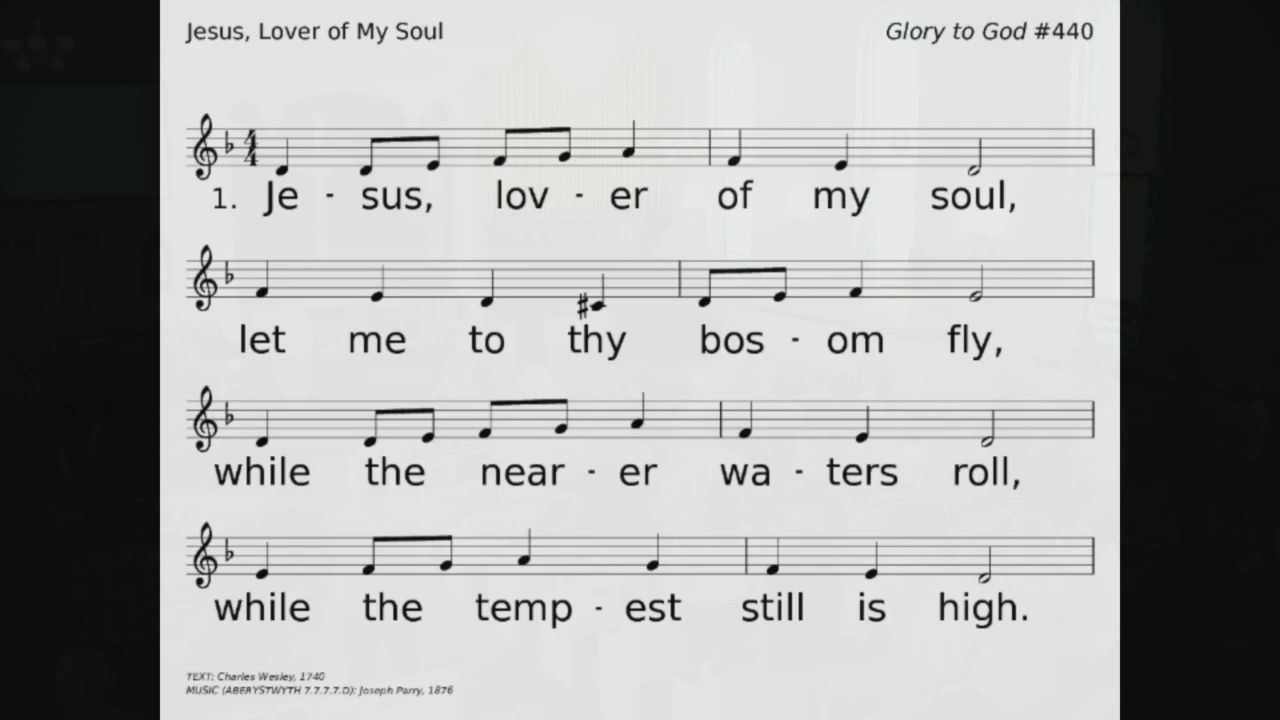 Jesus, Lover of My Soul
Glory to God #440
1. Je - sus, lov - er of my soul,
let me to thy bos - om fly,
while the near - er wa - ters roll,
while the temp - est still is high.
TEXT: Charles Wesley, 1740
MUSIC (ABERYSTWYTH 7.7.7.7.D): Joseph Parry, 1876